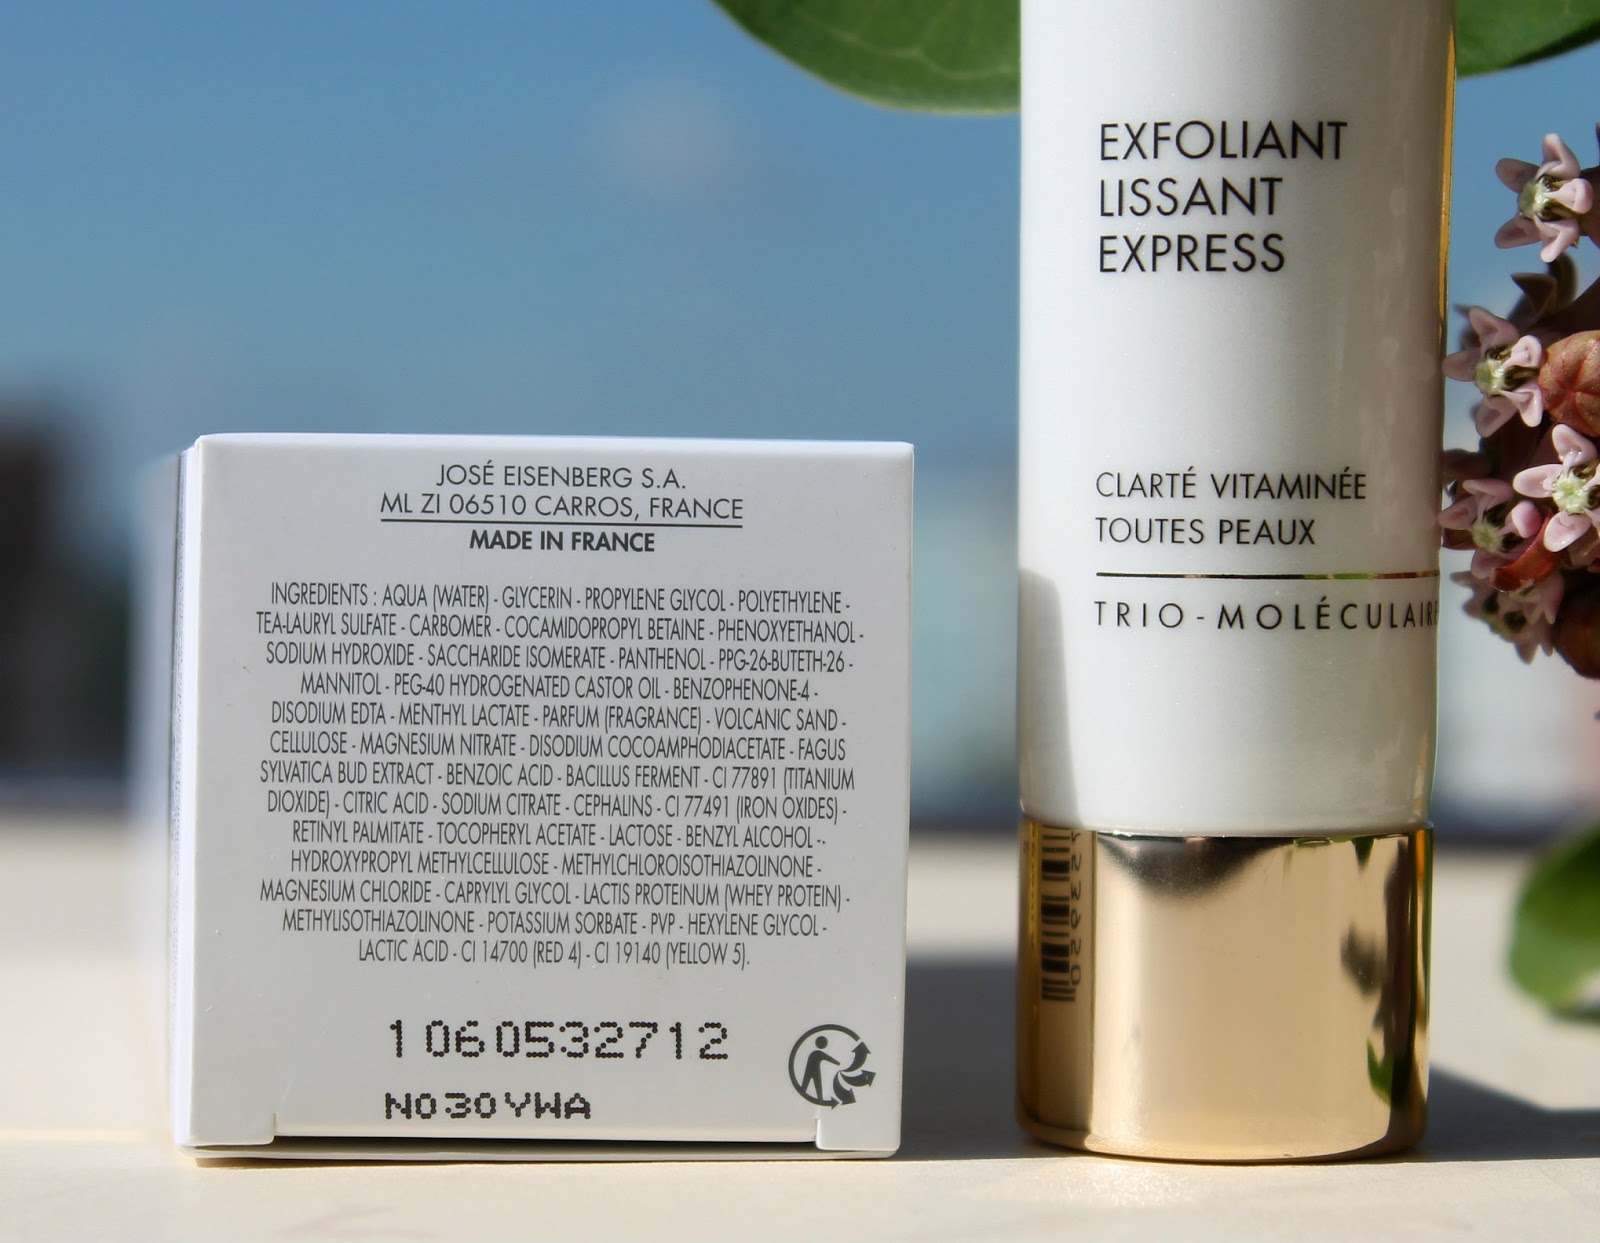 JOSÉ EISENBERG S.A.
ML ZI 06510 CARROS, FRANCE
MADE IN FRANCE
INGREDIENTS : AQUA (WATER) - GLYCERIN - PROPYLENE GLYCOL - POLYETHYLENE -
TEA-LAURYL SULFATE - CARBOMER - COCAMIDOPROPYL BETAINE - PHENOXYETHANOL -
SODIUM HYDROXIDE - SACCHARIDE ISOMERATE - PANTHENOL - PPG-26-BUTETH-26 -
MANNITOL - PEG-40 HYDROGENATED CASTOR OIL - BENZOPHENONE-4 -
DISODIUM EDTA - MENTHYL LACTATE - PARFUM (FRAGRANCE) - VOLCANIC SAND -
CELLULOSE - MAGNESIUM NITRATE - DISODIUM COCOAMPHODIACETATE - FAGUS
SYLVATICA BUD EXTRACT - BENZOIC ACID - BACILLUS FERMENT - CI 77891 (TITANIUM
DIOXIDE) - CITRIC ACID - SODIUM CITRATE - CEPHALINS - CI 77491 (IRON OXIDES) -
RETINYL PALMITATE - TOCOPHERYL ACETATE - LACTOSE - BENZYL ALCOHOL -.
HYDROXYPROPYL METHYLCELLULOSE - METHYLCHLOROISOTHIAZOLINONE -
MAGNESIUM CHLORIDE - CAPRYLYL GLYCOL - LACTIS PROTEINUM (WHEY PROTEIN) -
METHYLISOTHIAZOLINONE - POTASSIUM SORBATE - PVP - HEXYLENE GLYCOL -
LACTIC ACID - CI 14700 (RED 4) - CI 19140 (YELLOW 5).
1 060532712
N030YWA
EXFOLIANT
LISSANT
EXPRESS
CLARTÉ VITAMINÉE
TOUTES PEAUX
TRIO-MOLÉCULAIRE